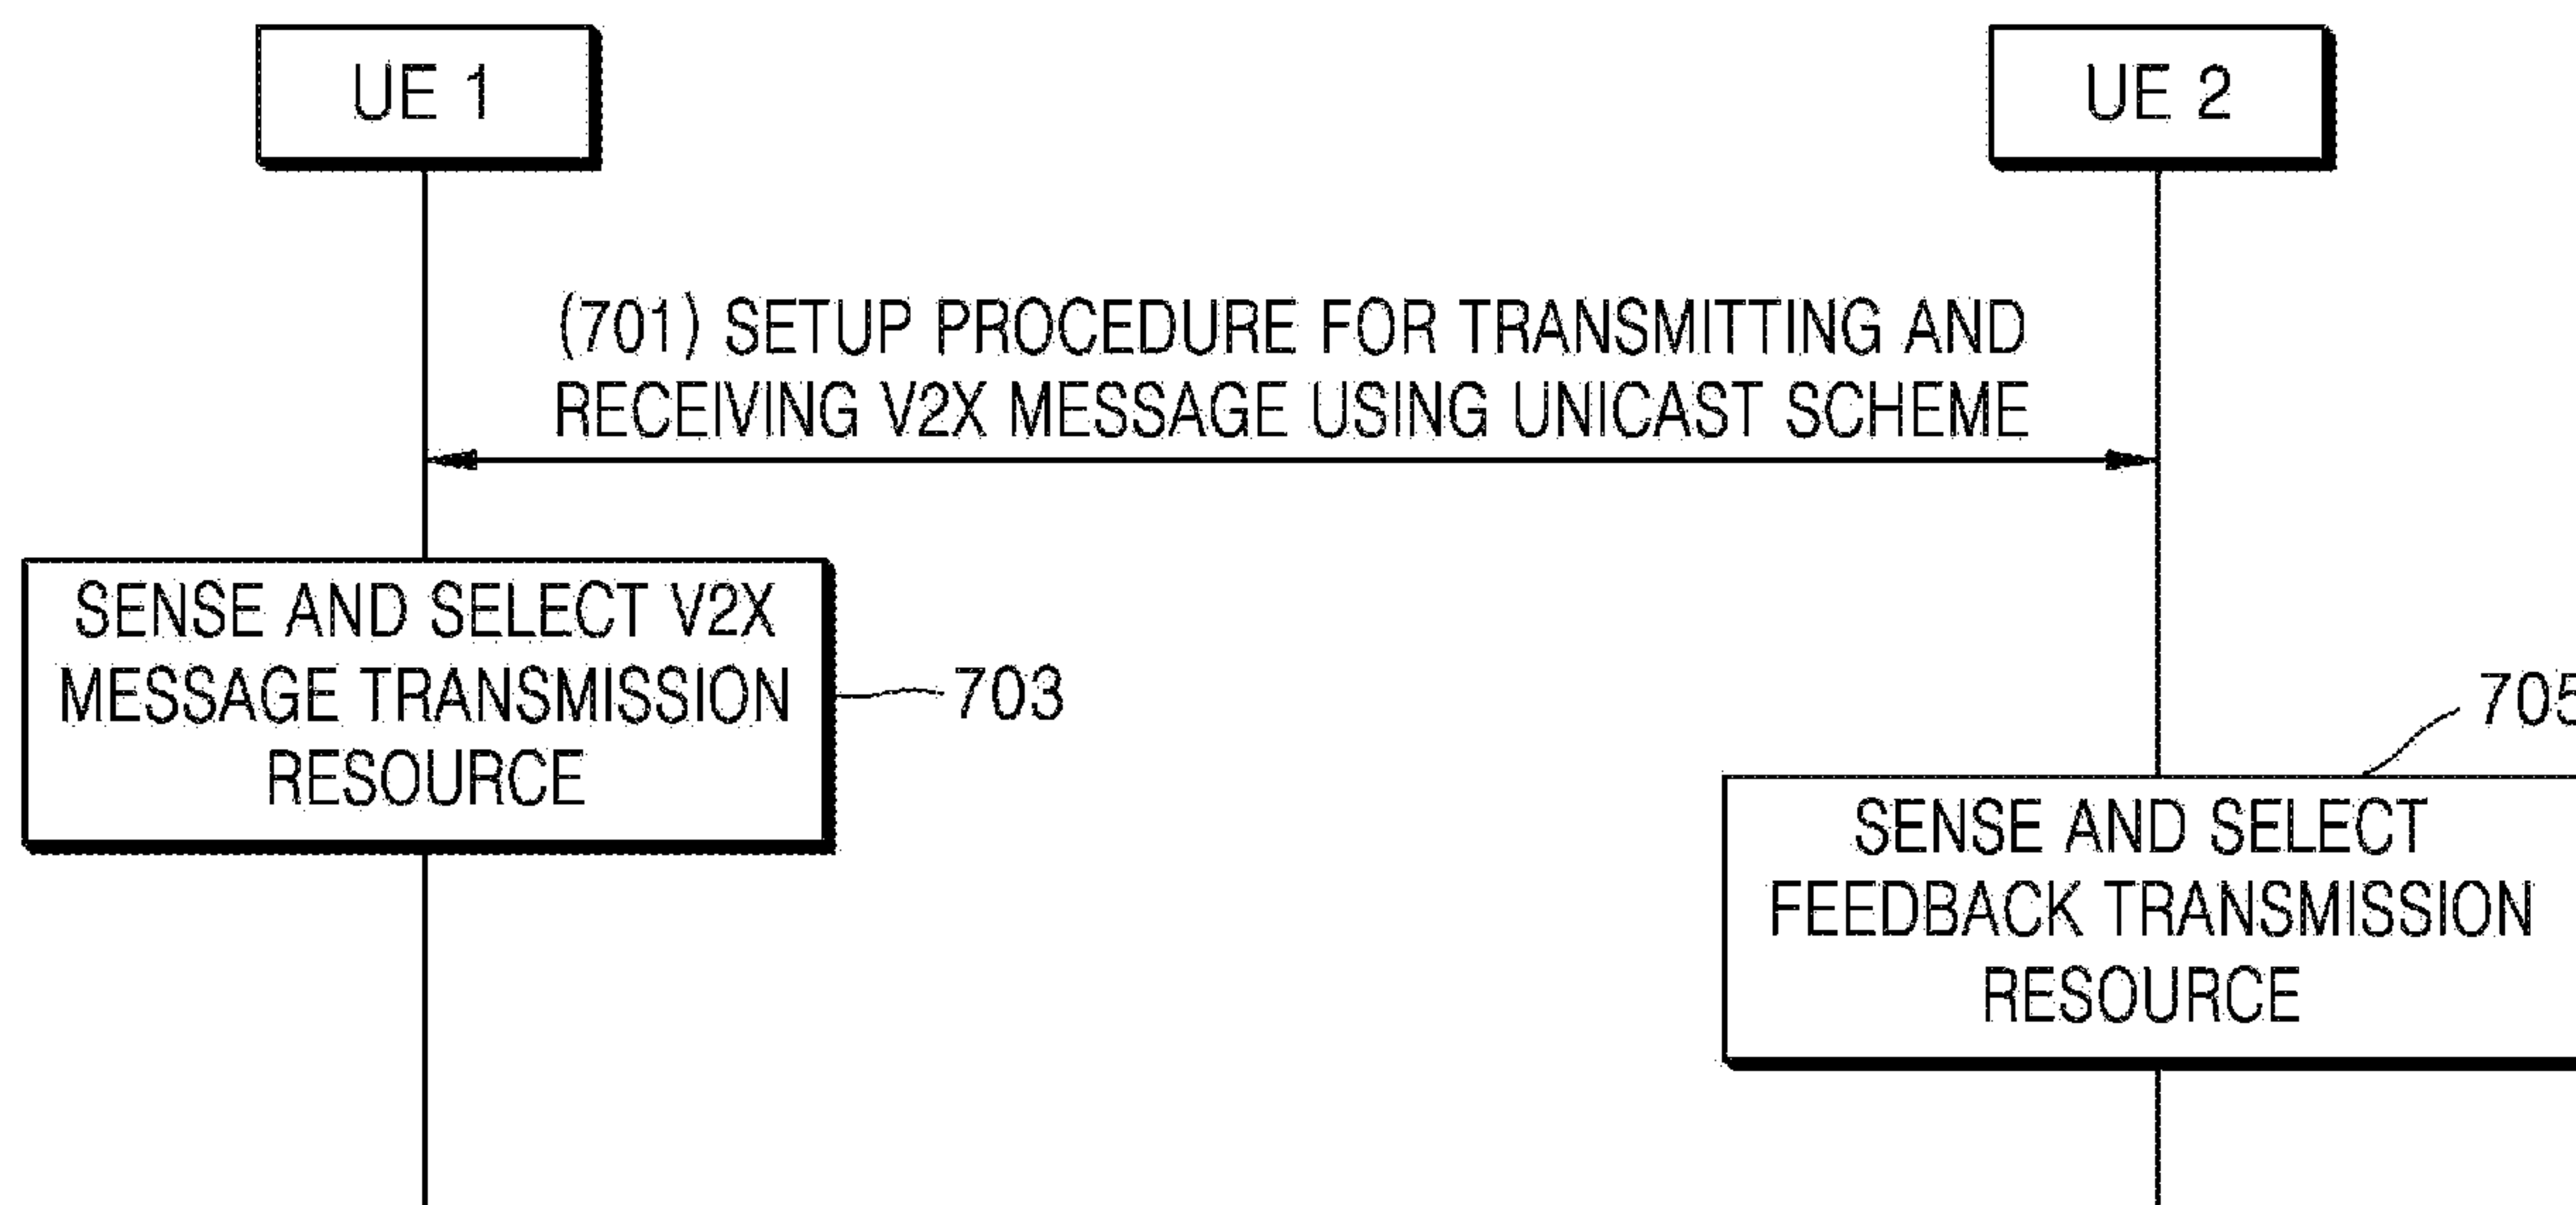 UE 1
UE 2
(701) SETUP PROCEDURE FOR TRANSMITTING AND
RECEIVING V2X MESSAGE USING UNICAST SCHEME
SENSE AND SELECT V2X
MESSAGE TRANSMISSION
RESOURCE
703
705
SENSE AND SELECT
FEEDBACK TRANSMISSION
RESOURCE